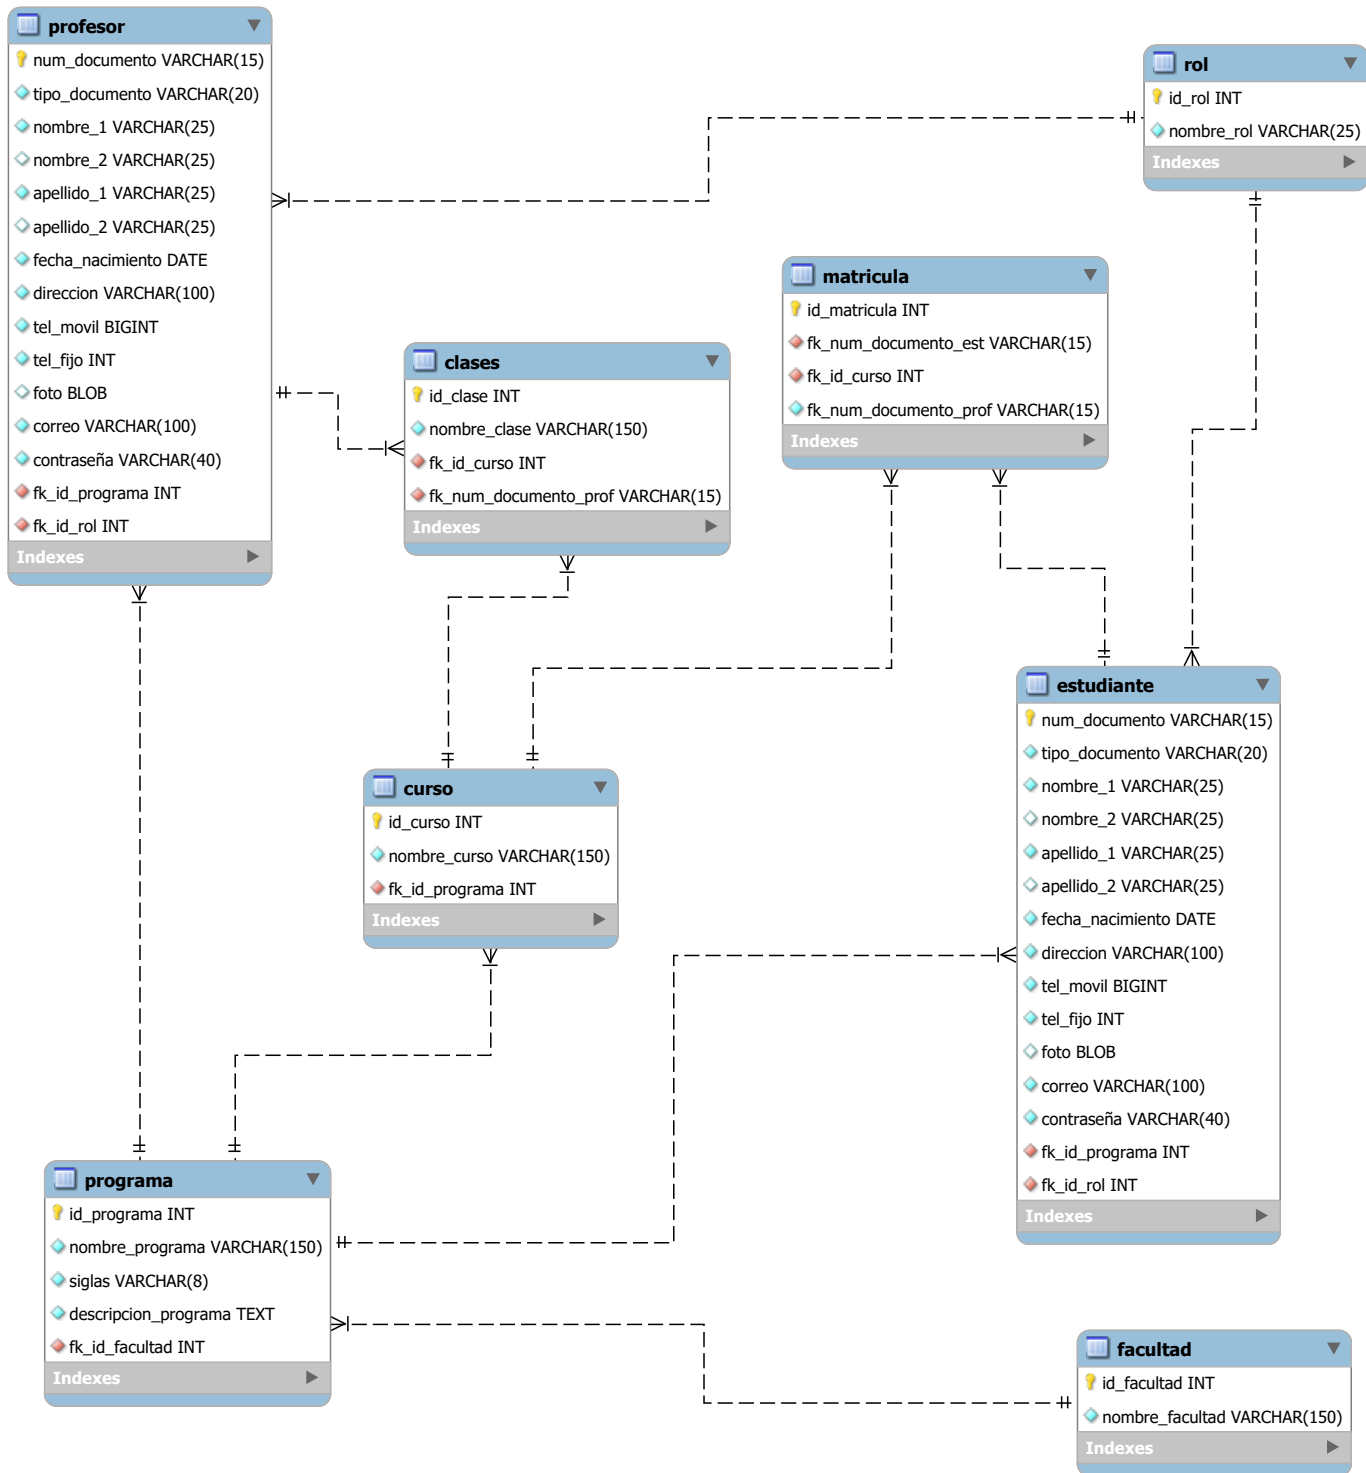 profesor
num_documento VARCHAR(15)
tipo_documento VARCHAR(20)
nombre_1 VARCHAR(25)
nombre_2 VARCHAR(25)
apellido_1 VARCHAR(25)
apellido_2 VARCHAR(25)
fecha_nacimiento DATE
direccion VARCHAR(100)
tel_movil BIGINT
tel_fijo INT
foto BLOB
correo VARCHAR(100)
contraseña VARCHAR(40)
fk_id_programa INT
fk_id_rol INT
Indexes
rol
id_rol INT
nombre_rol VARCHAR(25)
Indexes
matricula
id_matricula INT
fk_num_documento_est VARCHAR(15)
fk_id_curso INT
fk_num_documento_prof VARCHAR(15)
Indexes
clases
id_clase INT
nombre_clase VARCHAR(150)
fk_id_curso INT
fk_num_documento_prof VARCHAR(15)
Indexes
estudiante
num_documento VARCHAR(15)
tipo_documento VARCHAR(20)
nombre_1 VARCHAR(25)
nombre_2 VARCHAR(25)
apellido_1 VARCHAR(25)
apellido_2 VARCHAR(25)
fecha_nacimiento DATE
direccion VARCHAR(100)
tel_movil BIGINT
tel_fijo INT
foto BLOB
correo VARCHAR(100)
contraseña VARCHAR(40)
fk_id_programa INT
fk_id_rol INT
Indexes
curso
id_curso INT
nombre_curso VARCHAR(150)
fk_id_programa INT
Indexes
programa
id_programa INT
nombre_programa VARCHAR(150)
siglas VARCHAR(8)
descripcion_programa TEXT
fk_id_facultad INT
Indexes
facultad
id_facultad INT
nombre_facultad VARCHAR(150)
Indexes